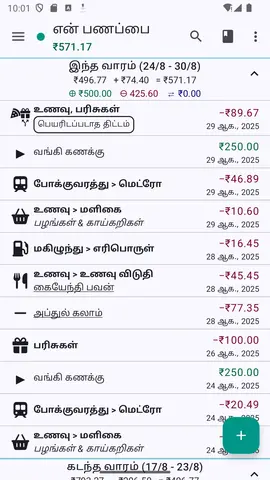 10:01
என் பணப்பை
₹571.17
இந்த வாரம் (24/8 - 30/8)
₹496.77 + ₹74.40 = ₹571.17
⊕ ₹500.00 ⊖ 425.60 ⇄ ₹0.00
உணவு, பரிசுகள் −₹89.67
பெயரிடப்படாத திட்டம்
29 ஆக., 2025
வங்கி கணக்கு ₹250.00
29 ஆக., 2025
போக்குவரத்து > மெட்ரோ −₹46.89
29 ஆக., 2025
உணவு > மளிகை −₹10.60
பழங்கள் & காய்கறிகள் 29 ஆக., 2025
மகிழுந்து > எரிபொருள் −₹16.45
28 ஆக., 2025
உணவு > உணவு விடுதி −₹45.45
கையேந்தி பவன் 28 ஆக., 2025
அப்துல் கலாம் −₹77.35
28 ஆக., 2025
பரிசுகள் −₹100.00
26 ஆக., 2025
வங்கி கணக்கு ₹250.00
24 ஆக., 2025
போக்குவரத்து > மெட்ரோ −₹20.49
24 ஆக., 2025
உணவு > மளிகை
பழங்கள் & காய்கறிகள் 24 ஆக., 2025
கடந்த வாரம் (17/8 - 23/8)